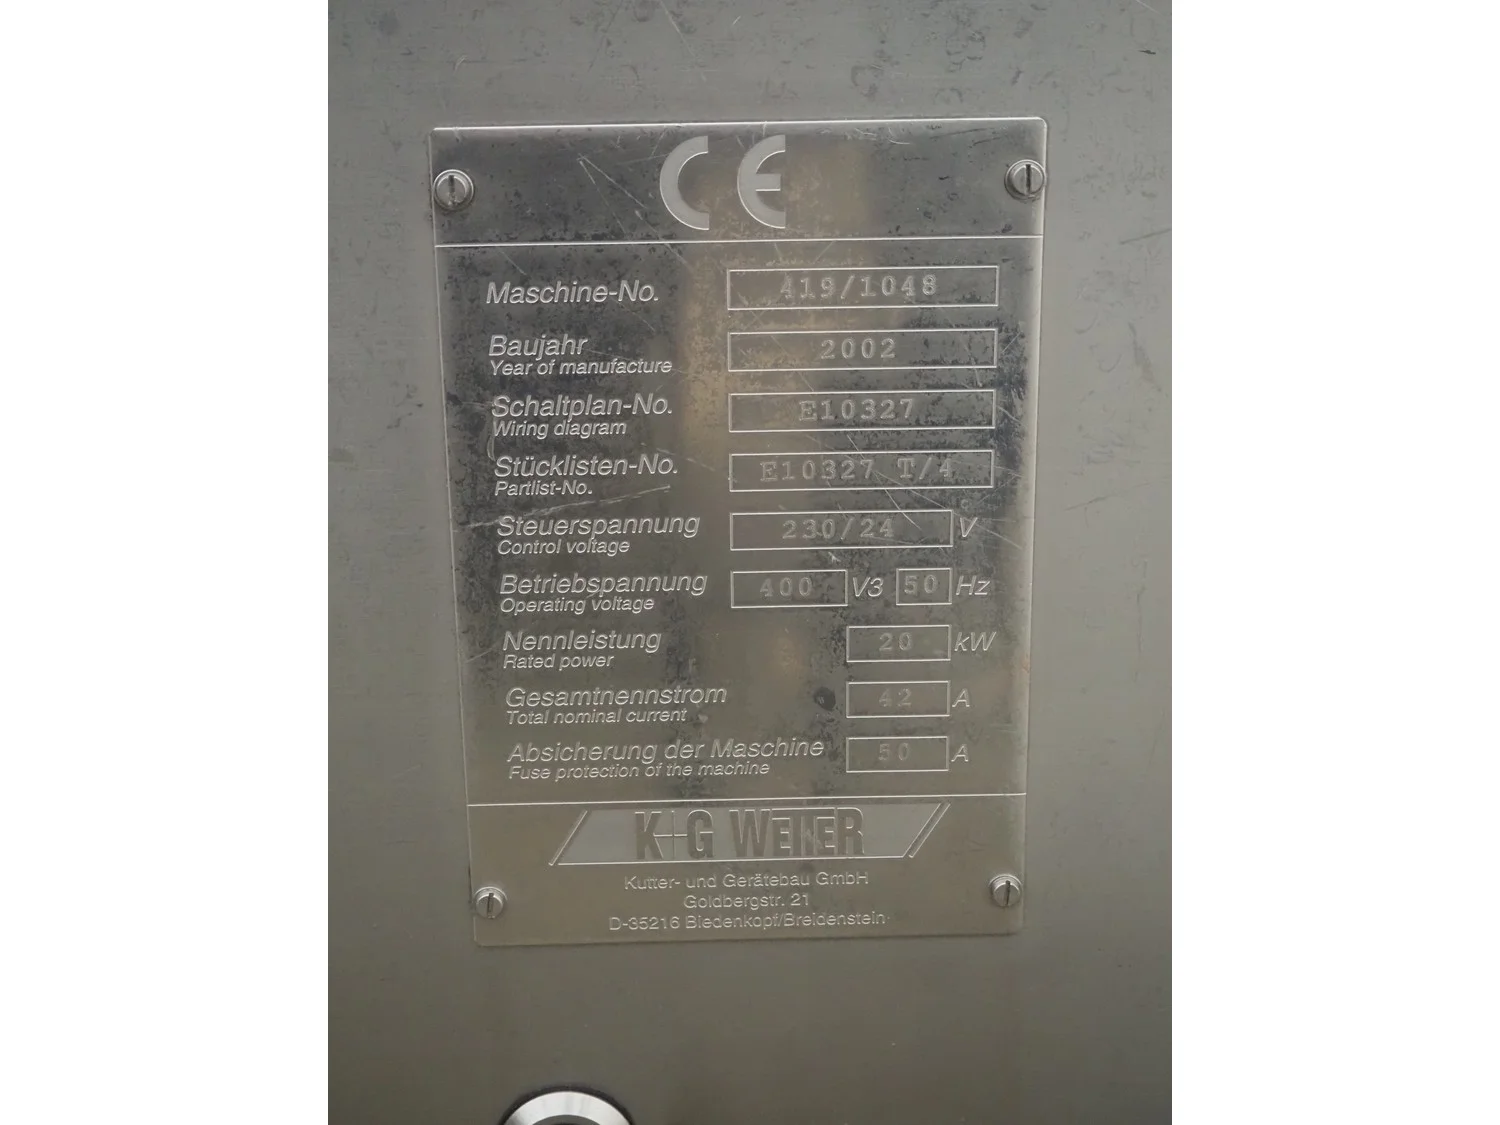 CE
Maschine-No. 419/1048
Baujahr 2002
Year of manufacture
Schaltplan-No. E10327
Wiring diagram
Stücklisten-No. E10327 T/4
Partlist-No.
Steuerspannung 230/24 V
Control voltage
Betriebspannung 400 V3 50 Hz
Operating voltage
Nennleistung 20 kW
Rated power
Gesamtnennstrom 42 A
Total nominal current
Absicherung der Maschine 50 A
Fuse protection of the machine
K+G WETTER
Kutter- und Gerätebau GmbH
Goldbergstr. 21
D-35216 Biedenkopf/Breidenstein